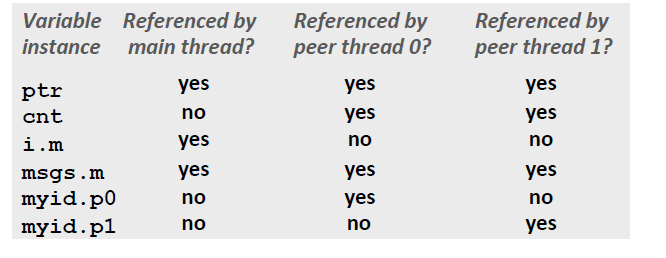 Variable Referenced by Referenced by Referenced by
instance main thread? peer thread 0? peer thread 1?
ptr yes yes yes
cnt no yes yes
i.m yes no no
msgs.m yes yes yes
myid.p0 no yes no
myid.p1 no no yes